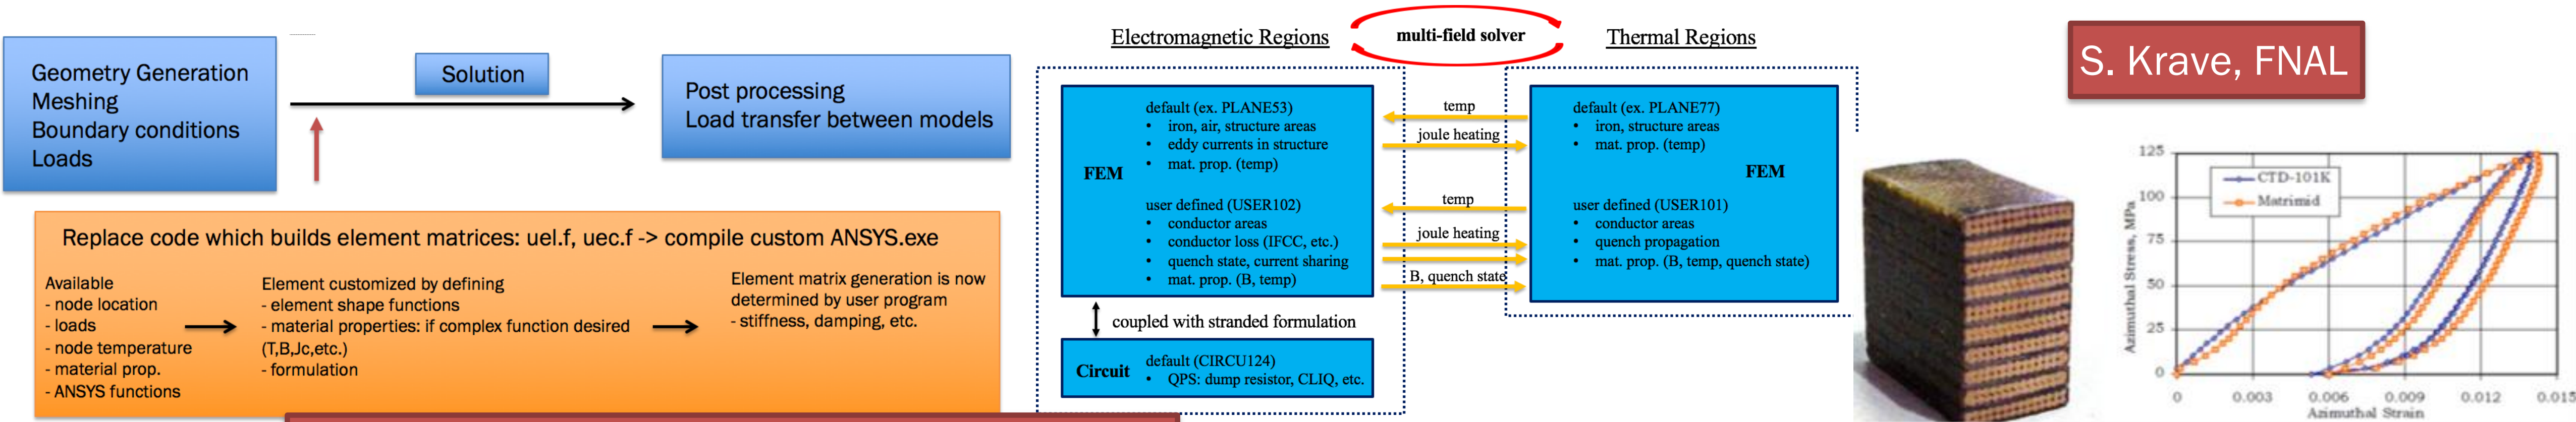 Geometry Generation
Meshing
Boundary conditions
Loads
Solution
Post processing
Load transfer between models
Replace code which builds element matrices: uel.f, uec.f -> compile custom ANSYS.exe
Available
- node location
- loads
- node temperature
- material prop.
- ANSYS functions
Element customized by defining
- element shape functions
- material properties: if complex function desired
(T,B,Jc,etc.)
- formulation
Element matrix generation is now
determined by user program
- stiffness, damping, etc.
Electromagnetic Regions
multi-field solver
Thermal Regions
FEM
default (ex. PLANE53)
• iron, air, structure areas
• eddy currents in structure
• mat. prop. (temp)
user defined (USER102)
• conductor areas
• conductor loss (IFCC, etc.)
• quench state, current sharing
• mat. prop. (B, temp)
temp
joule heating
temp
joule heating
B, quench state
default (ex. PLANE77)
• iron, structure areas
• mat. prop. (temp)
FEM
user defined (USER101)
• conductor areas
• quench propagation
• mat. prop. (B, temp, quench state)
coupled with stranded formulation
Circuit
default (CIRCU124)
• QPS: dump resistor, CLIQ, etc.
S. Krave, FNAL
Azimuthal Stress, MPa
125
100
75
50
25
0
CTD-101K
Matrimid
0 0.003 0.006 0.009 0.012 0.015
Azimuthal Strain